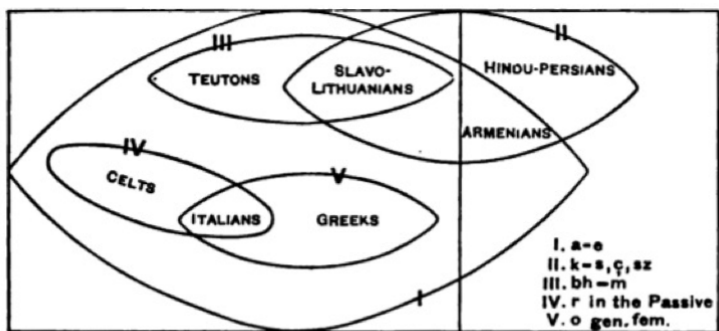 III
II
TEUTONS
SLAVO-
LITHUANIANS
HINDU-PERSIANS
ARMENIANS
IV
CELTS
V
ITALIANS
GREEKS
I
I. a-e
II. k-s, ç, sz
III. bh-m
IV. r in the Passive
V. o gen. fem.